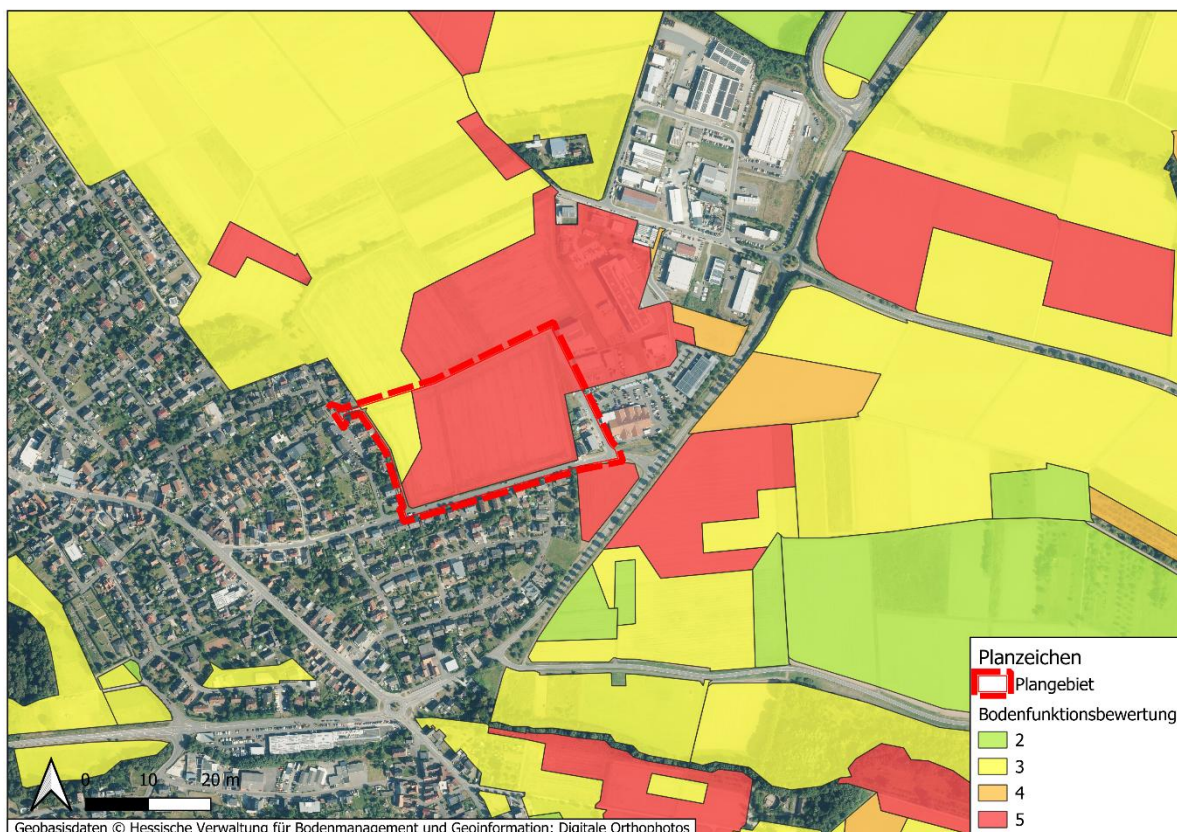 Planzeichen
Plangebiet
Bodenfunktionsbewertung
2
3
4
5
0 10 20 m
Geobasisdaten © Hessische Verwaltung für Bodenmanagement und Geoinformation: Digitale Orthophotos